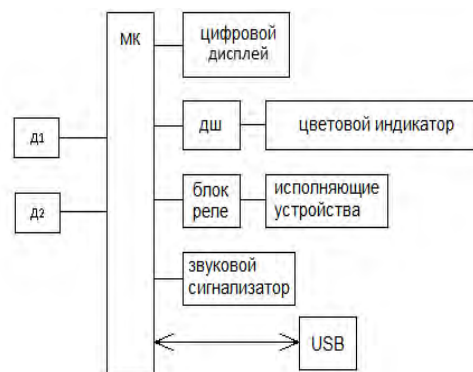 МК
цифровой
дисплей
Д1
дш
цветовой индикатор
Д2
блок
реле
исполняющие
устройства
звуковой
сигнализатор
USB